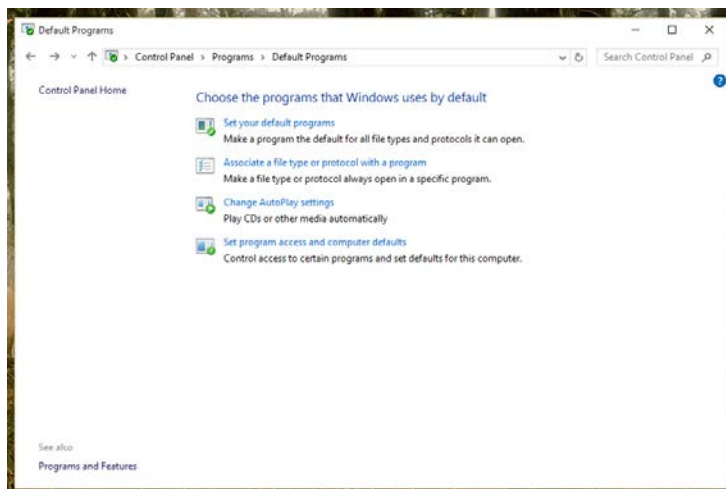 Default Programs
Control Panel > Programs > Default Programs
Search Control Panel
Control Panel Home
Choose the programs that Windows uses by default
Set your default programs
Make a program the default for all file types and protocols it can open.
Associate a file type or protocol with a program
Make a file type or protocol always open in a specific program.
Change AutoPlay settings
Play CDs or other media automatically
Set program access and computer defaults
Control access to certain programs and set defaults for this computer.
See also
Programs and Features